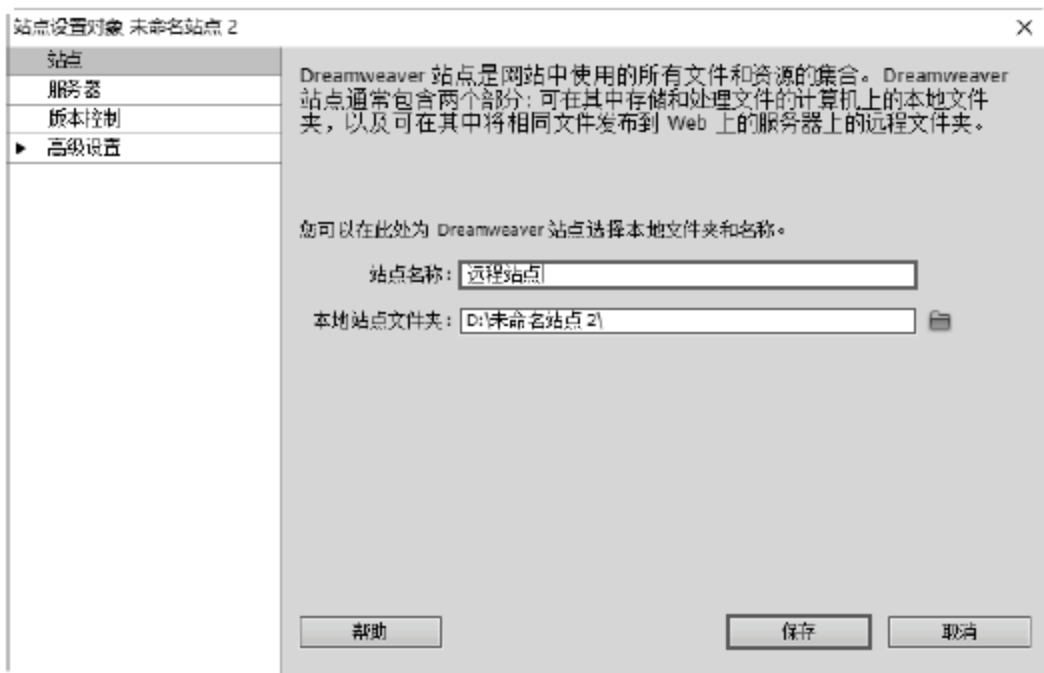 站点设置对象 未命名站点 2
站点
服务器
版本控制
高级设置
Dreamweaver 站点是网站中使用的所有文件和资源的集合。Dreamweaver
站点通常包含两个部分：可在其中存储和处理文件的计算机上的本地文件
夹，以及可在其中将相同文件发布到 Web 上的服务器上的远程文件夹。
您可以在此处为 Dreamweaver 站点选择本地文件夹和名称。
站点名称：远程站点
本地站点文件夹：D:\未命名站点 2\
帮助 保存 取消